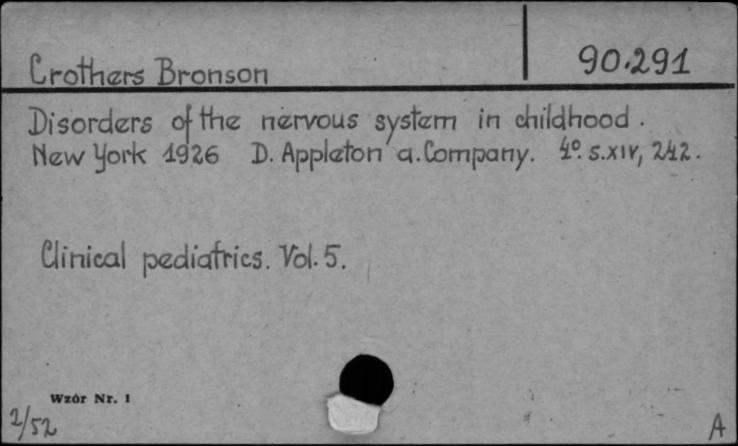 Crothers Bronson
90.291
Disorders of the nervous system in childhood.
New York 1926 D. Appleton a. Company. 4°. s. XIV, 242.
Clinical pediatrics. Vol. 5.
Wzór Nr. 1
2/52
A